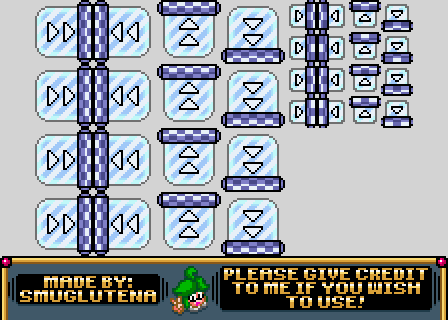 MADE BY:
SMUGLUTENA
PLEASE GIVE CREDIT
TO ME IF YOU WISH
TO USE!